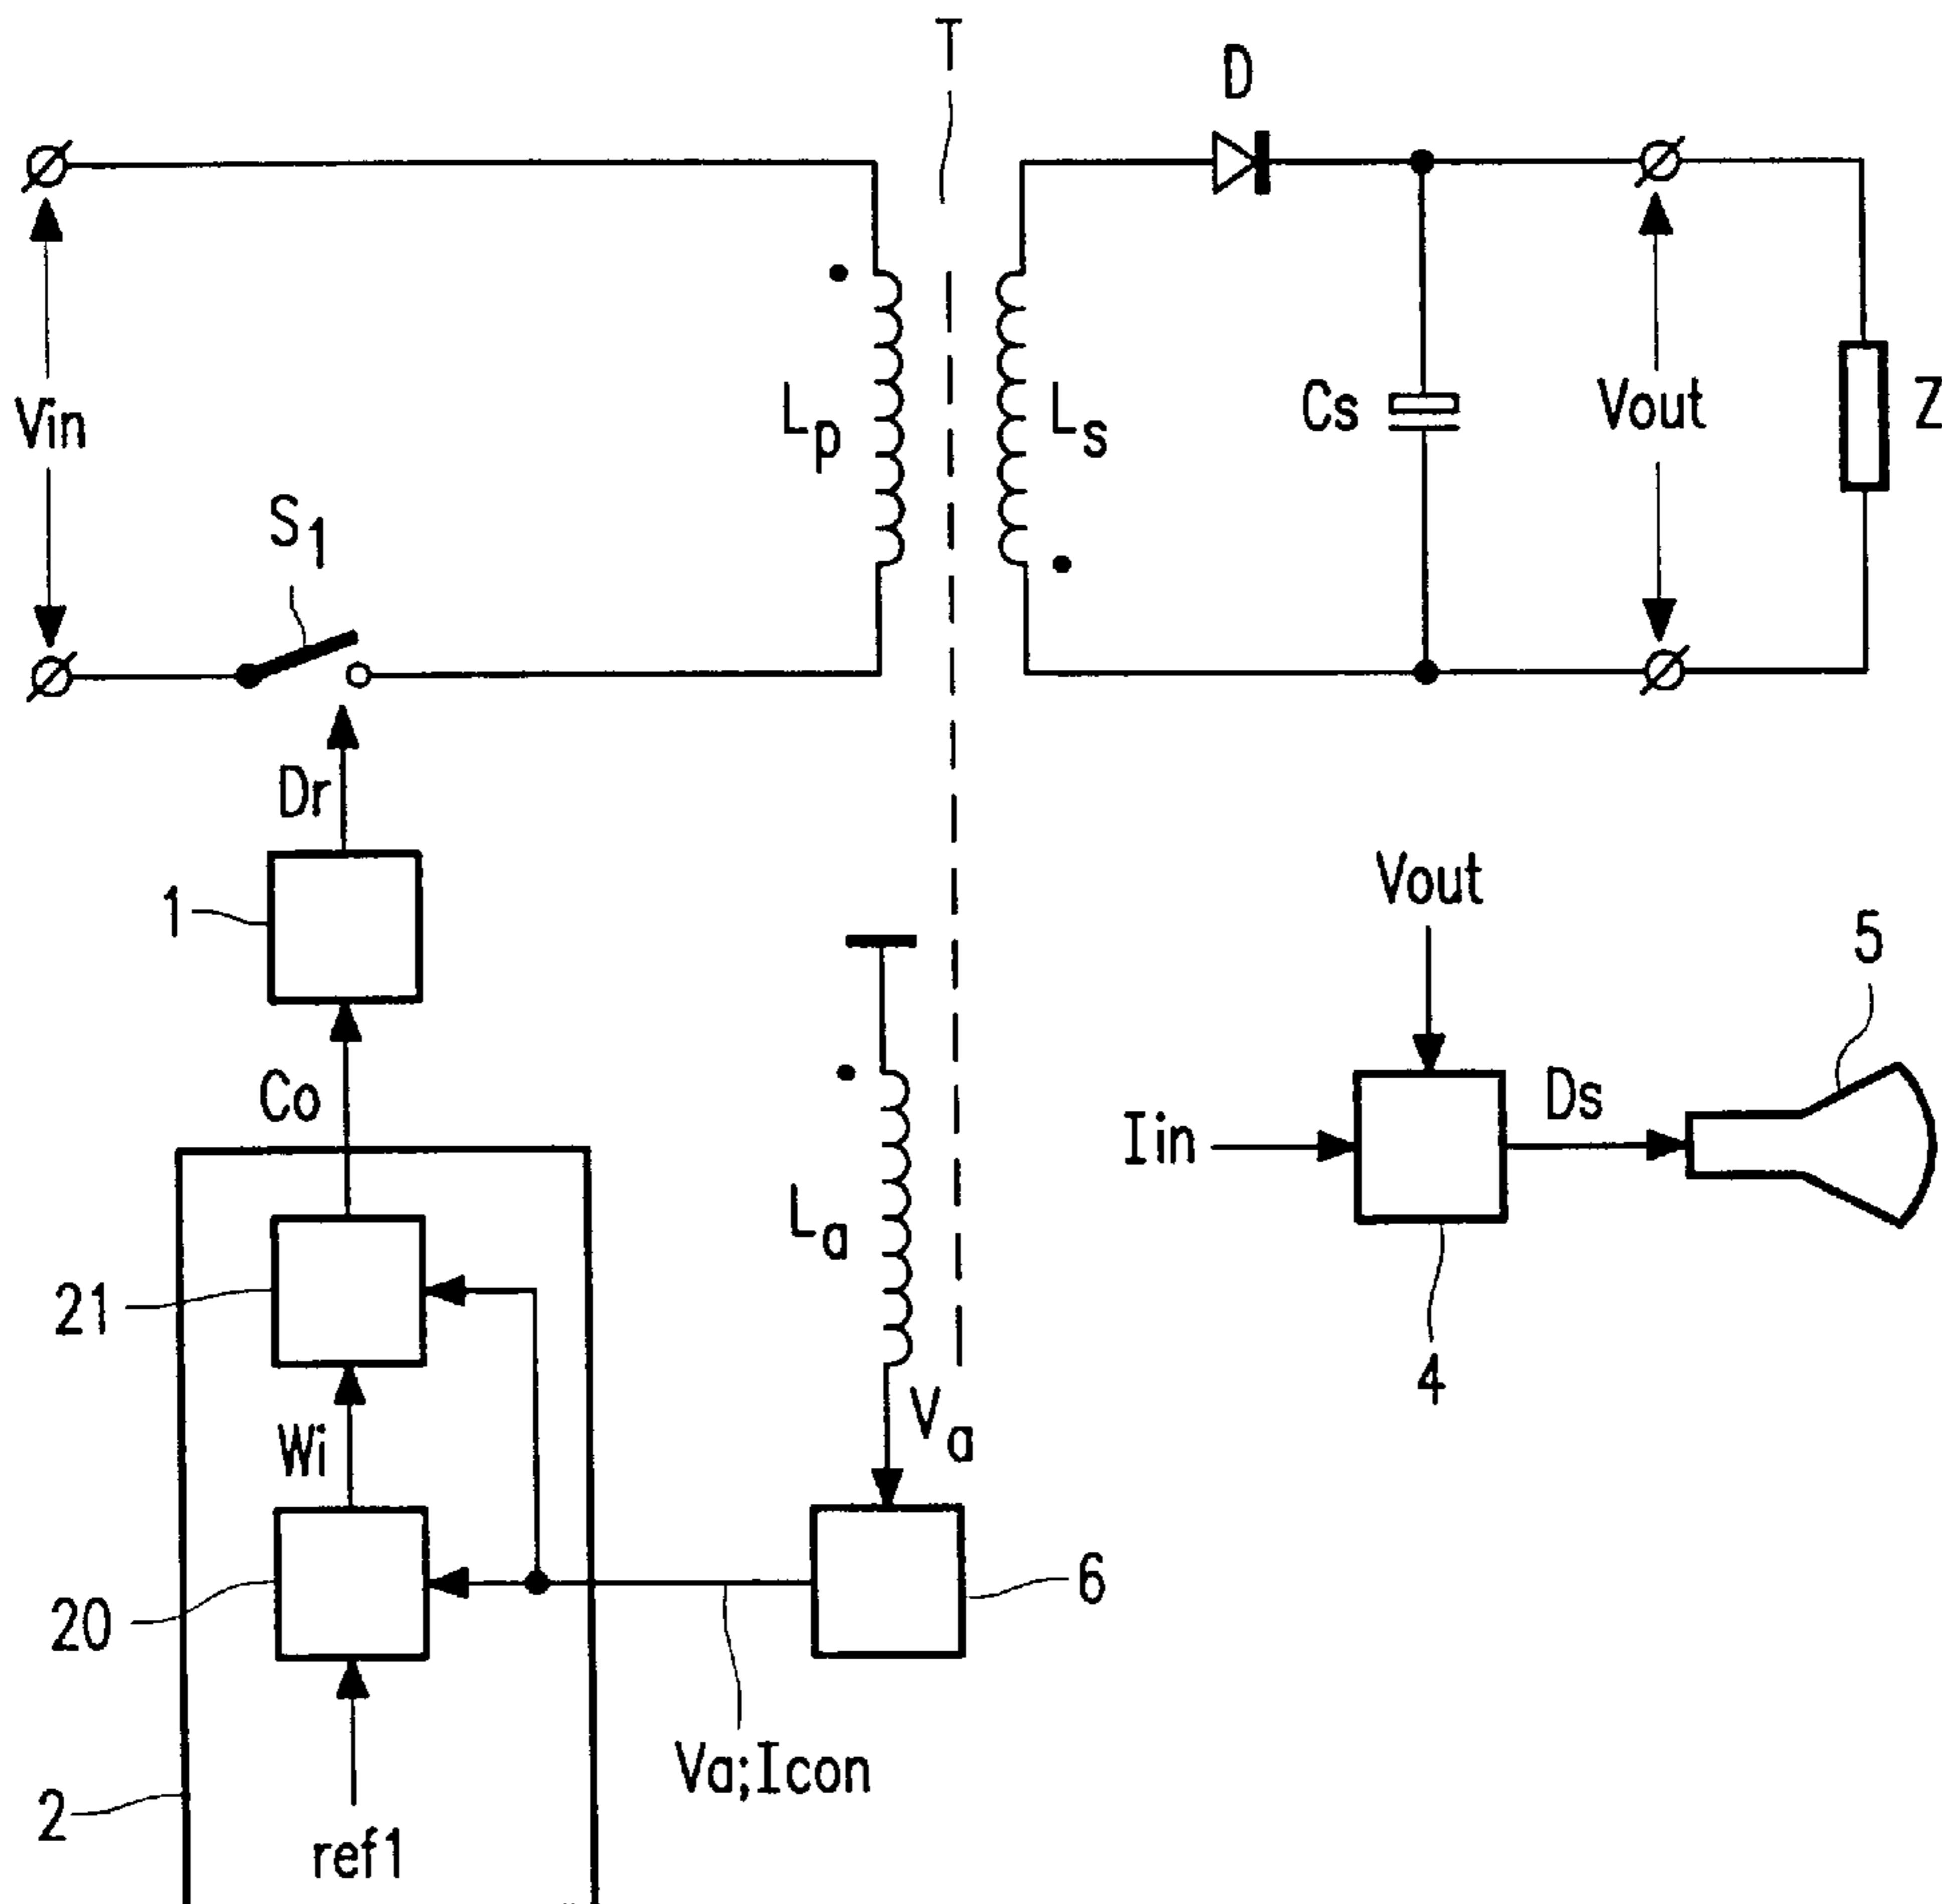 T
D
Vin
Lp
Ls
Cs
Vout
Z
S1
Dr
1
Vout
5
Co
Iin
Ds
La
21
4
Va
Wi
20
6
Va;Icon
2
ref1